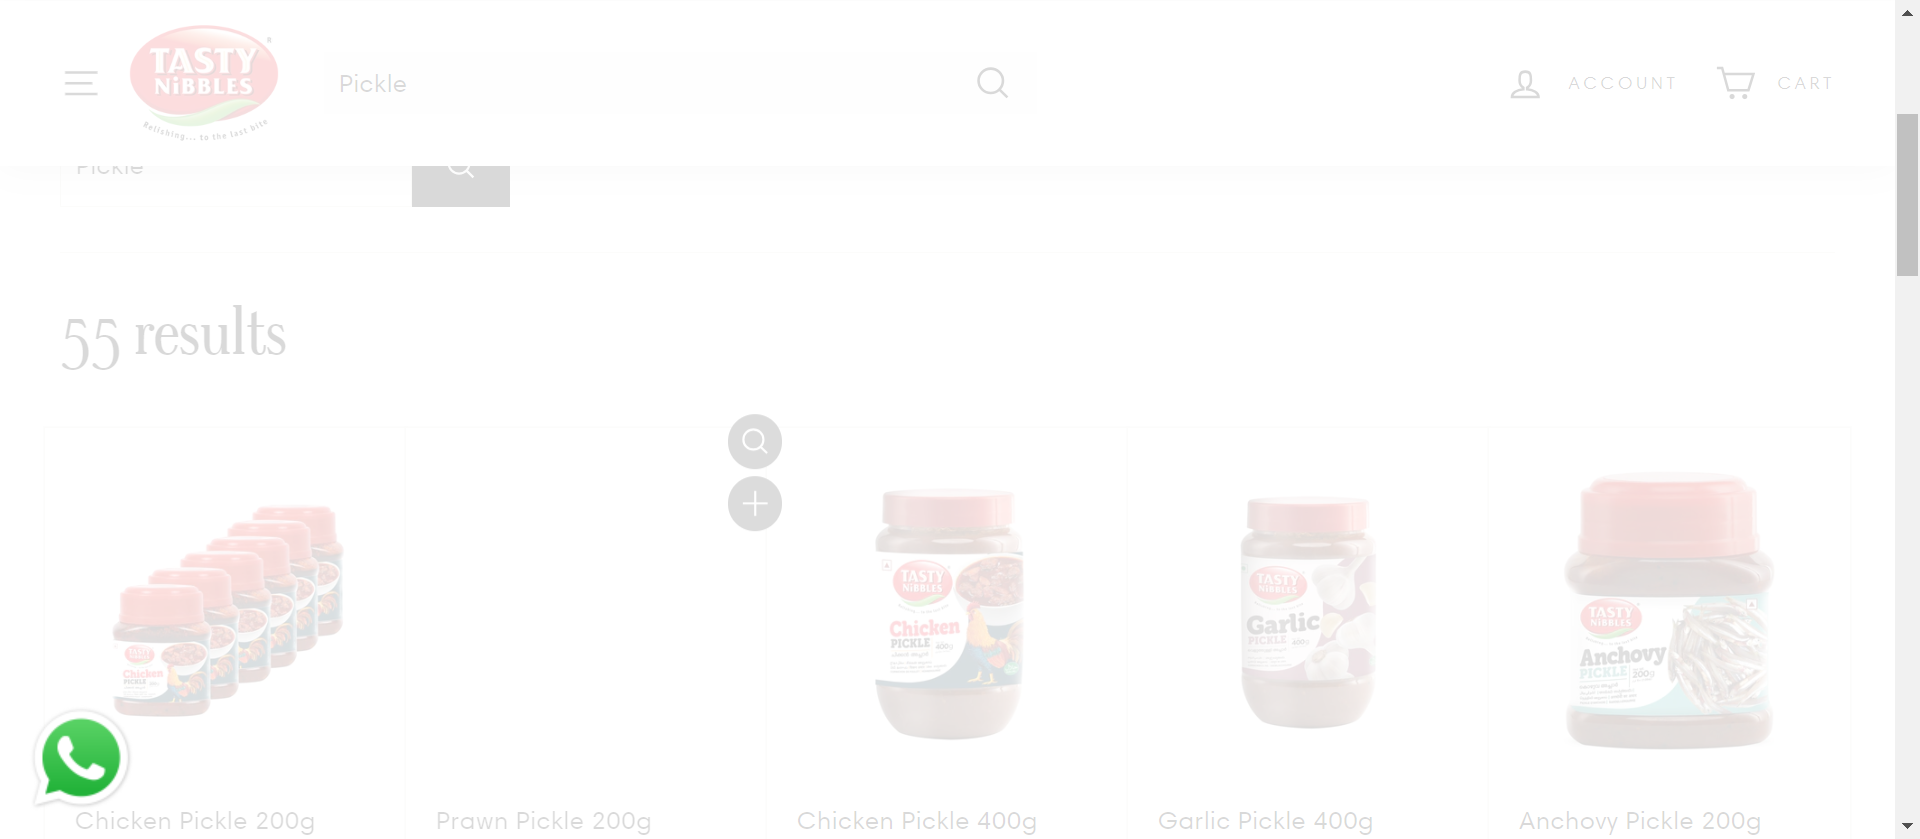 TASTY
NiBBLES
Relishing... to the last bite
Pickle
ACCOUNT
CART
Pickle
55 results
TASTY
NiBBLES
Chicken
PICKLE
400g
TASTY
NiBBLES
Garlic
PICKLE 400g
TASTY
NiBBLES
Anchovy
PICKLE 200g
Chicken
PICKLE
Chicken Pickle 200g
Prawn Pickle 200g
Chicken Pickle 400g
Garlic Pickle 400g
Anchovy Pickle 200g